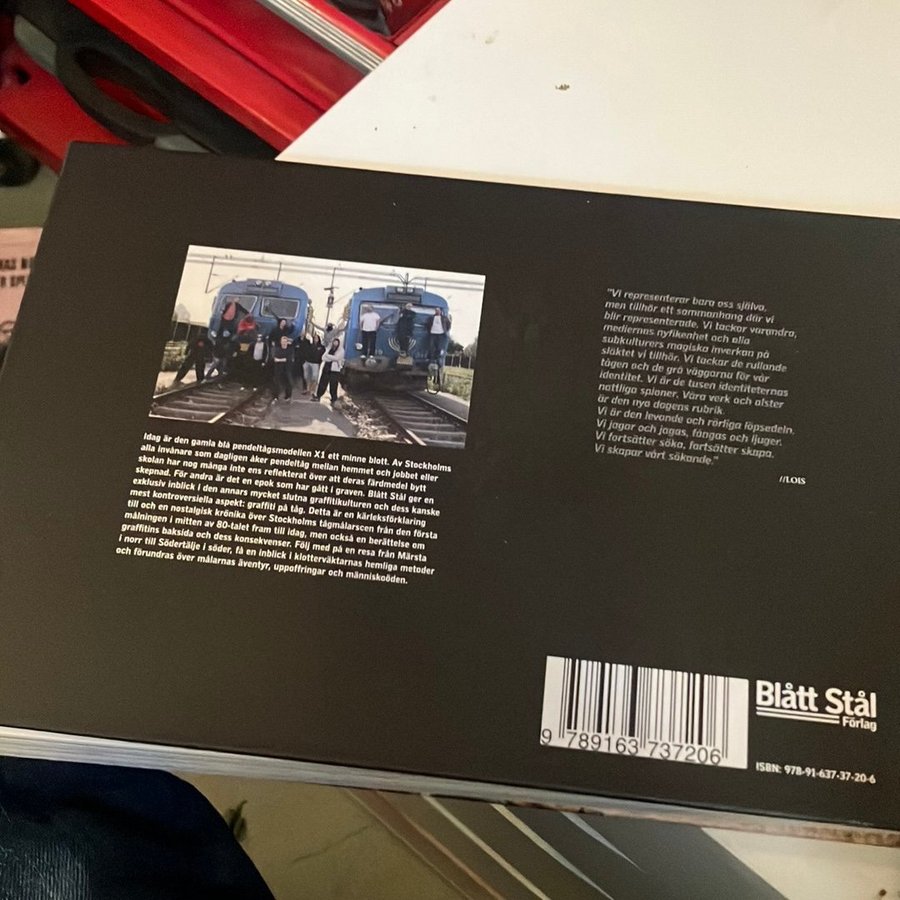 Idag är den gamla blå pendeltågsmodellen X1 ett minne blott. Av Stockholms
alla invånare som dagligen åker pendeltåg mellan hemmet och jobbet eller
skolan har nog många inte ens reflekterat över att deras färdmedel bytt
skepnad. För andra är det en epok som har gått i graven. Blått Stål ger en
exklusiv inblick i den annars mycket slutna graffitikulturen och dess kanske
mest kontroversiella aspekt: graffiti på tåg. Detta är en kärleksförklaring
till och en nostalgisk krönika över Stockholms tågmålarscen från den första
målningen i mitten av 80-talet fram till idag, men också en berättelse om
graffitins baksida och dess konsekvenser. Följ med på en resa från Märsta
i norr till Södertälje i söder, få en inblick i klotterväktarnas hemliga metoder
och förundras över målarnas äventyr, uppoffringar och människoöden.
"Vi representerar bara oss själva,
men tillhör ett sammanhang där vi
blir representerade. Vi tackar varandra,
mediernas nyfikenhet och alla
subkulturers magiska inverkan på
släktet vi tillhör. Vi tackar de rullande
tågen och de grå väggarna för vår
identitet. Vi är de tusen identiteternas
nattliga spioner. Våra verk och alster
är den nya dagens rubrik.
Vi är den levande och rörliga löpsedeln.
Vi jagar och jagas, fångas och ljuger.
Vi fortsätter söka, fortsätter skapa.
Vi skapar vårt sökande."
//LOIS
9 789163 737206
Blått Stål
Förlag
ISBN: 978-91-637-37-20-6